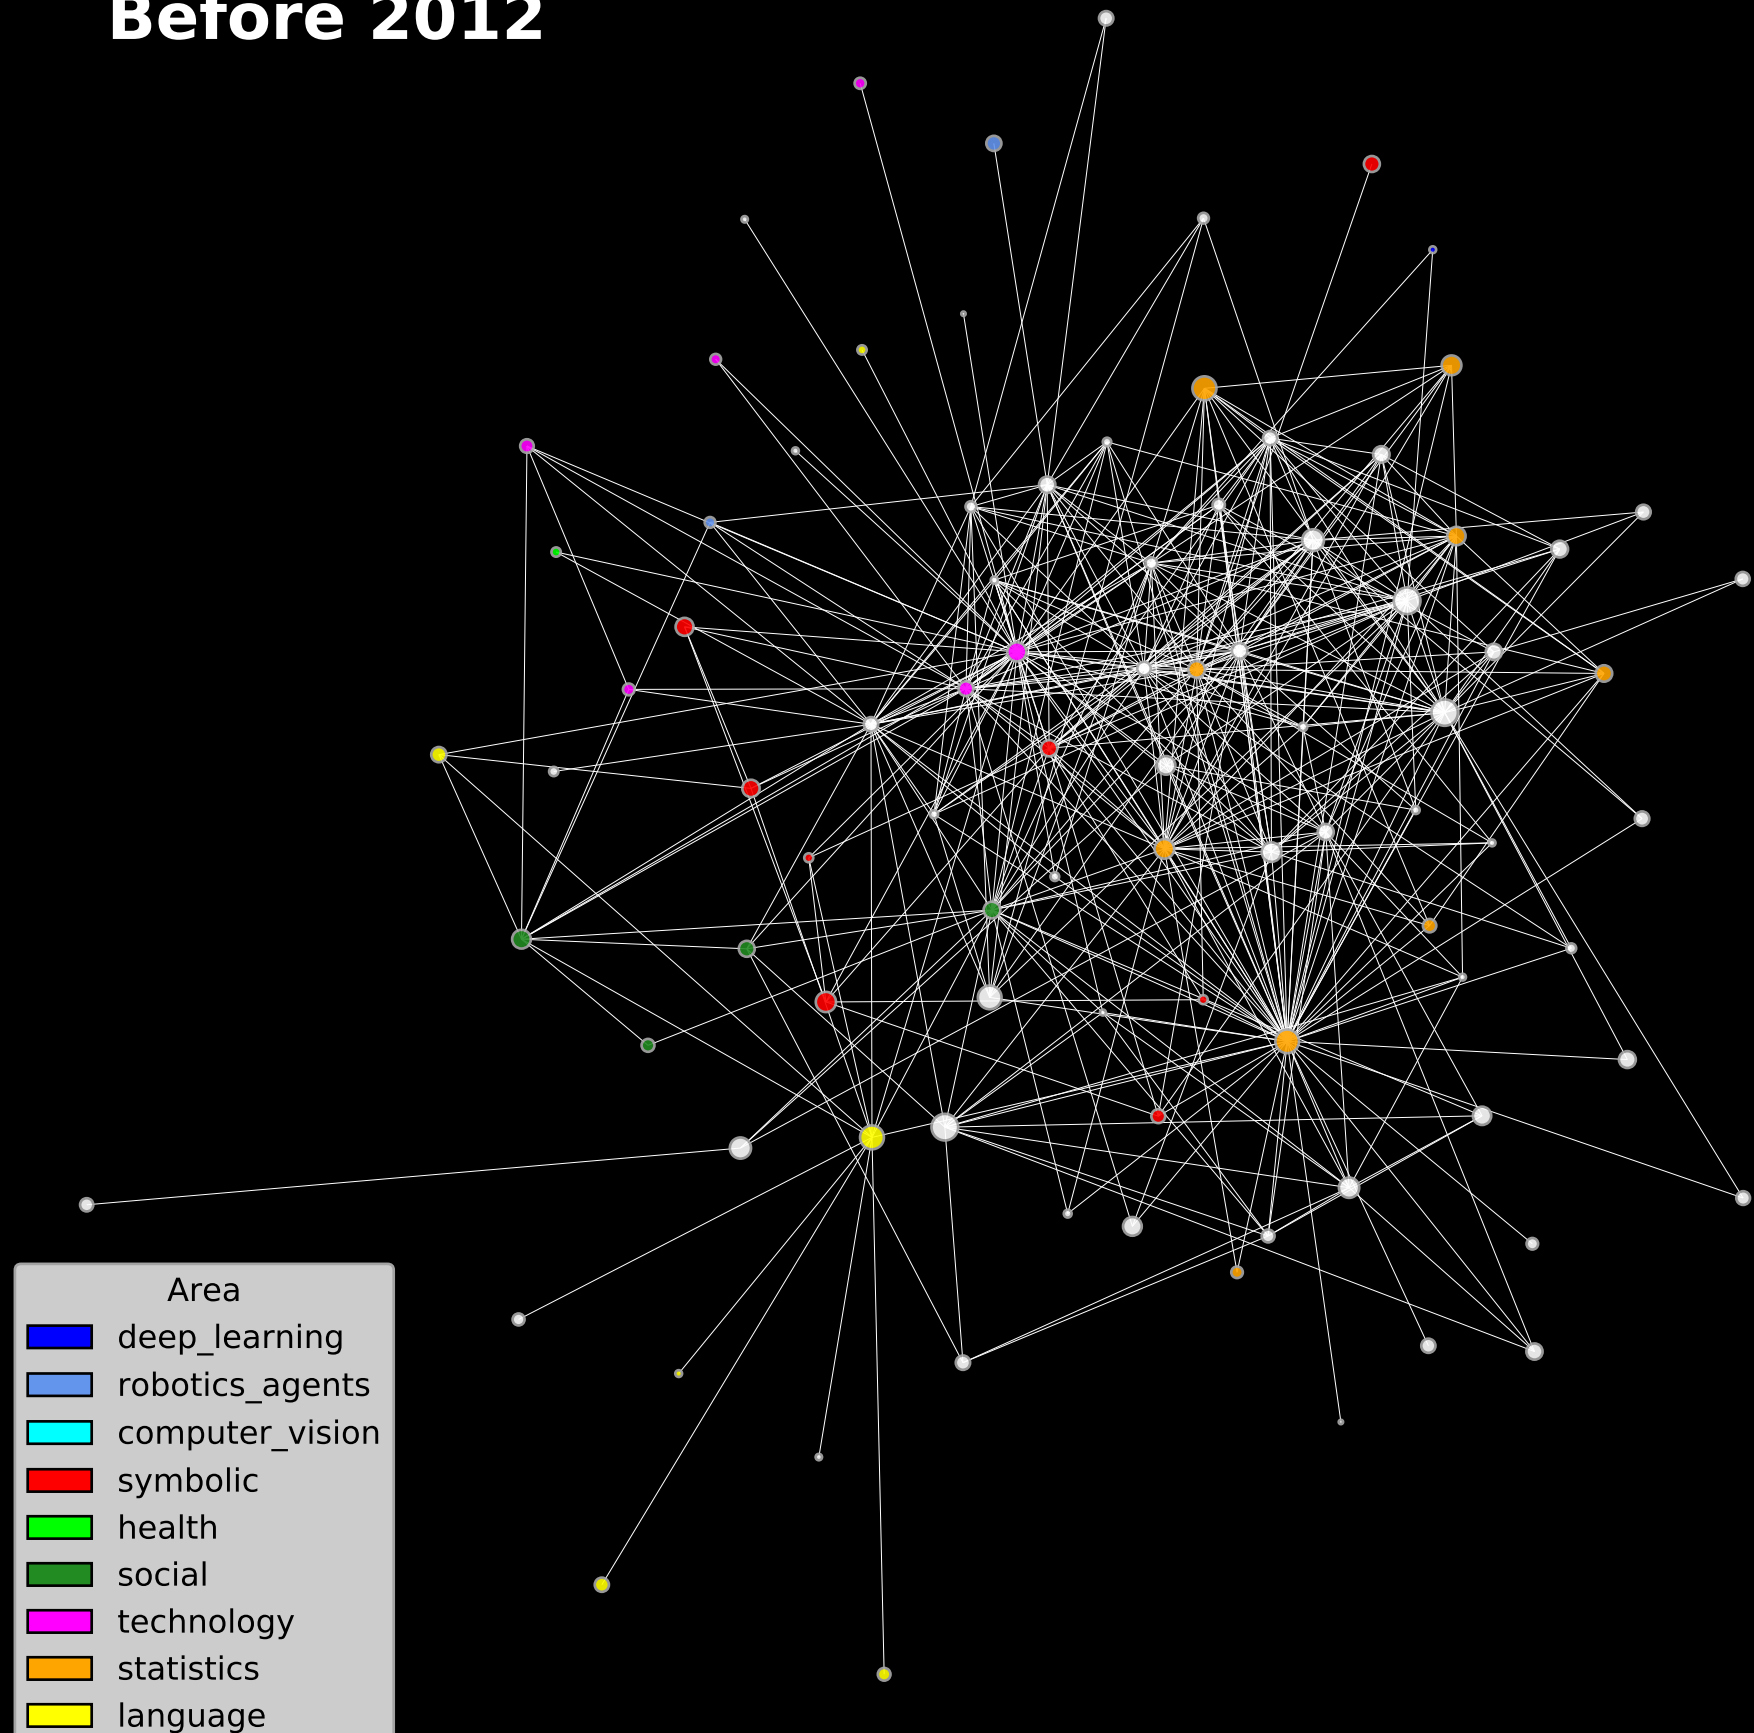 Before 2012
Area
deep_learning
robotics_agents
computer_vision
symbolic
health
social
technology
statistics
language